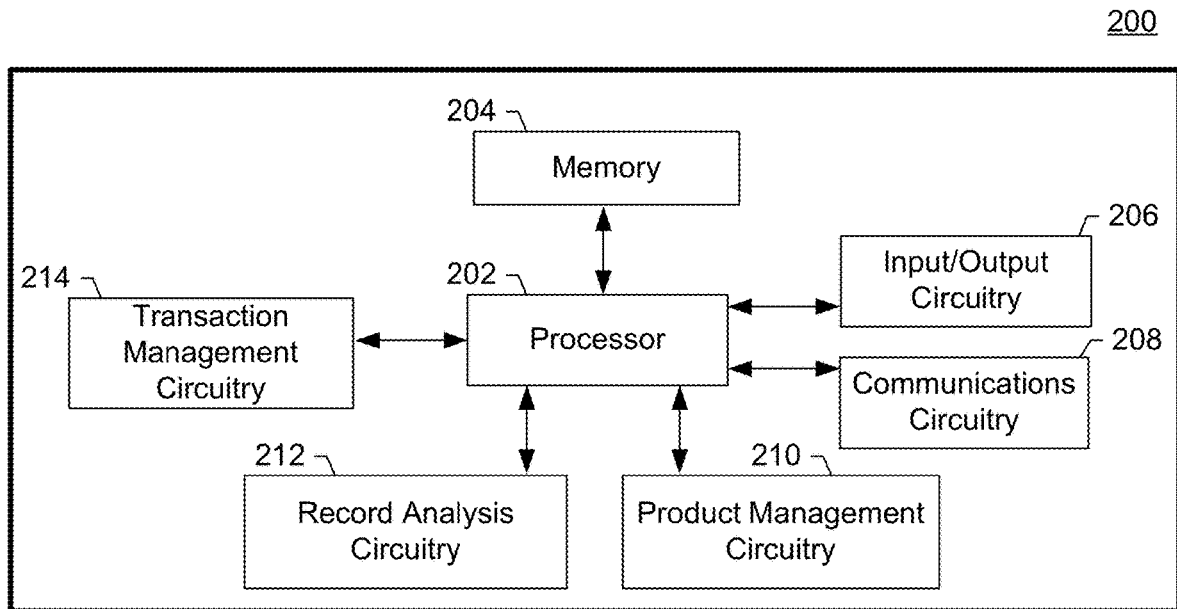 200
204
Memory
206
Input/Output
Circuitry
214
Transaction
Management
Circuitry
202
Processor
208
Communications
Circuitry
212
Record Analysis
Circuitry
210
Product Management
Circuitry